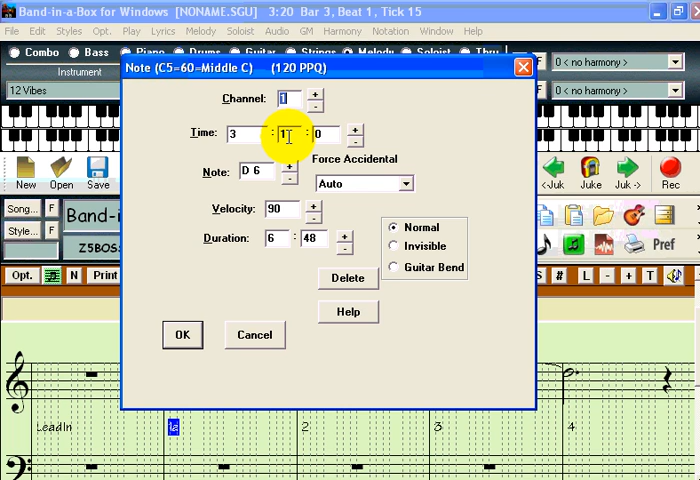 Band-in-a-Box for Windows [NONAME.SGU] 3:20 Bar 3, Beat 1, Tick 15
File Edit Styles Opt. Play Lyrics Melody Soloist Audio GM Harmony Notation Window Help
Combo Bass Piano Drums Guitar Strings Melody Soloist Thru
Instrument
F 0 < no harmony >
12 Vibes
F 0 < no harmony >
Note (C5=60=Middle C) (120 PPQ)
Channel: 1 + -
Time: 3 : 1 : 0 + -
Note: D 6 + -
Force Accidental
Auto
Velocity: 90 + -
Duration: 6 : 48 + -
Normal
Invisible
Guitar Bend
Delete
Help
OK Cancel
New Open Save
<Juk Juke Juk -> Rec
Song... F
Style... F
Band-i
Z5BOSS
Pref
Opt. N Print
S # L - + T
LeadIn 1a 2 3 4